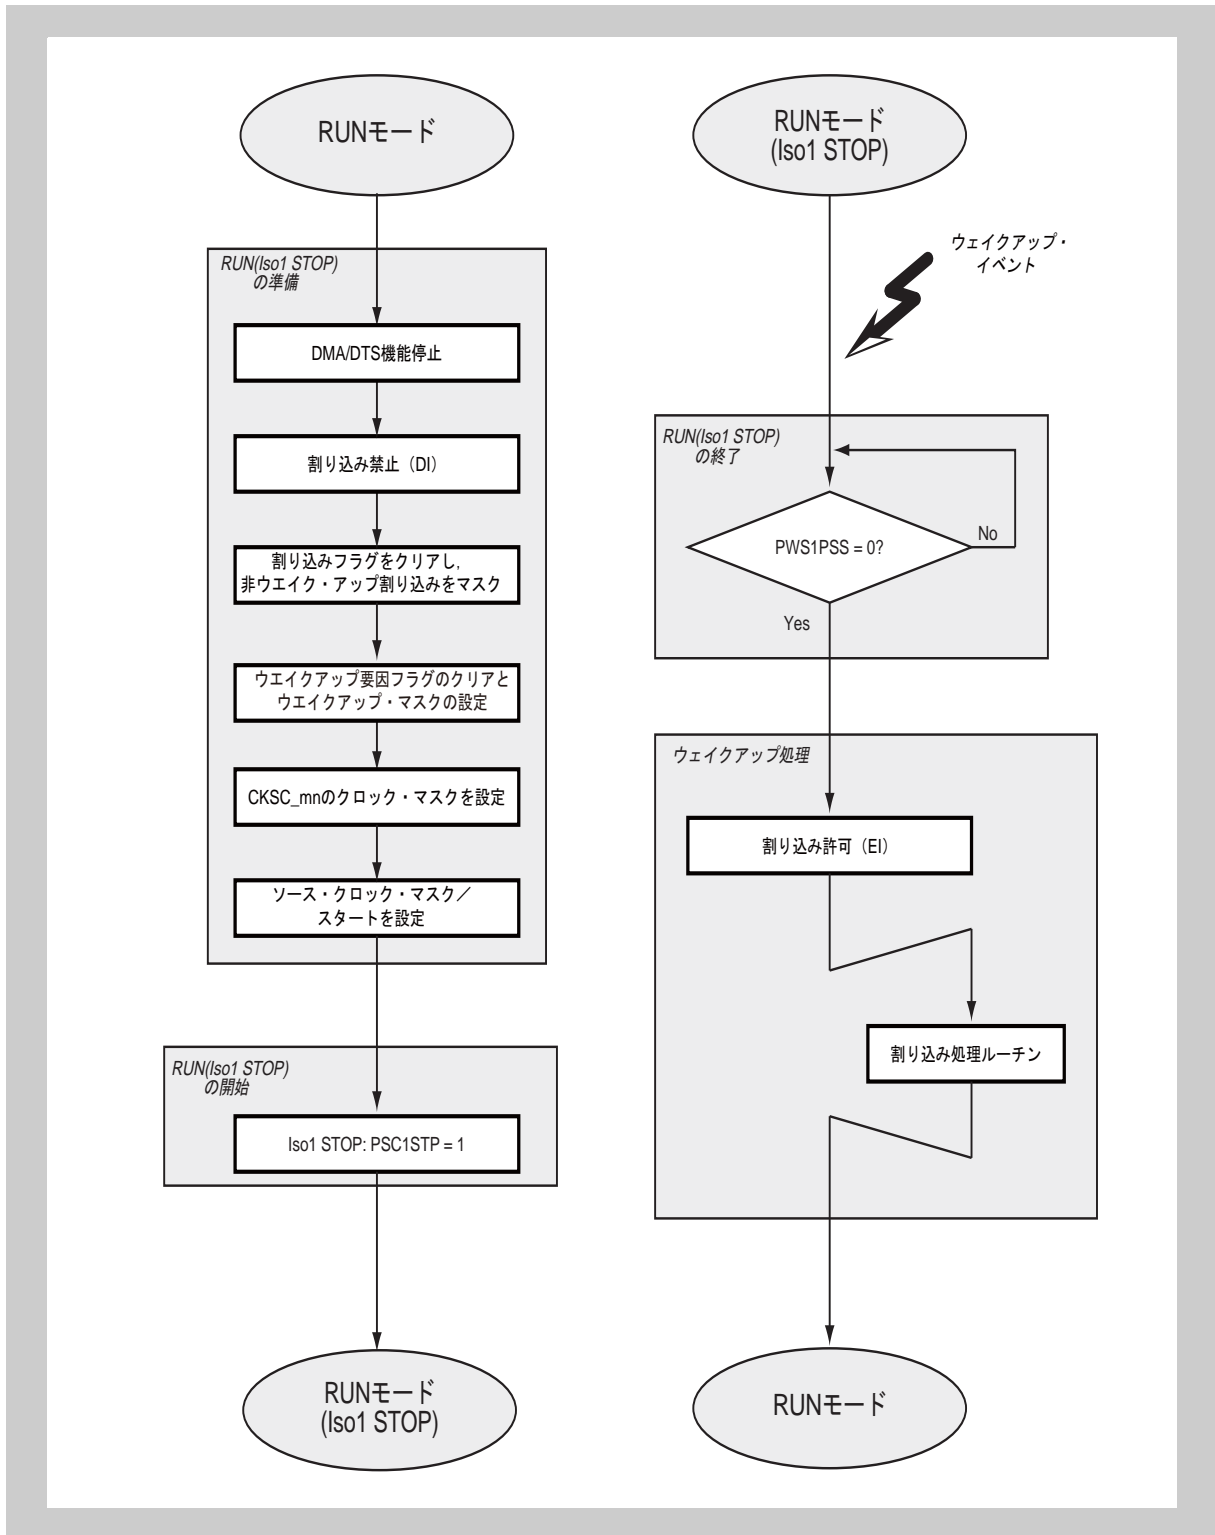 RUNモード
RUN(Iso1 STOP)
の準備
DMA/DTS機能停止
割り込み禁止（DI）
割り込みフラグをクリアし,
非ウエイク・アップ割り込みをマスク
ウエイクアップ要因フラグのクリアと
ウエイクアップ・マスクの設定
CKSC_mnのクロック・マスクを設定
ソース・クロック・マスク／
スタートを設定
RUN(Iso1 STOP)
の開始
Iso1 STOP: PSC1STP = 1
RUNモード
(Iso1 STOP)
RUNモード
(Iso1 STOP)
ウェイクアップ・
イベント
RUN(Iso1 STOP)
の終了
PWS1PSS = 0?
No
Yes
ウェイクアップ処理
割り込み許可（EI）
割り込み処理ルーチン
RUNモード